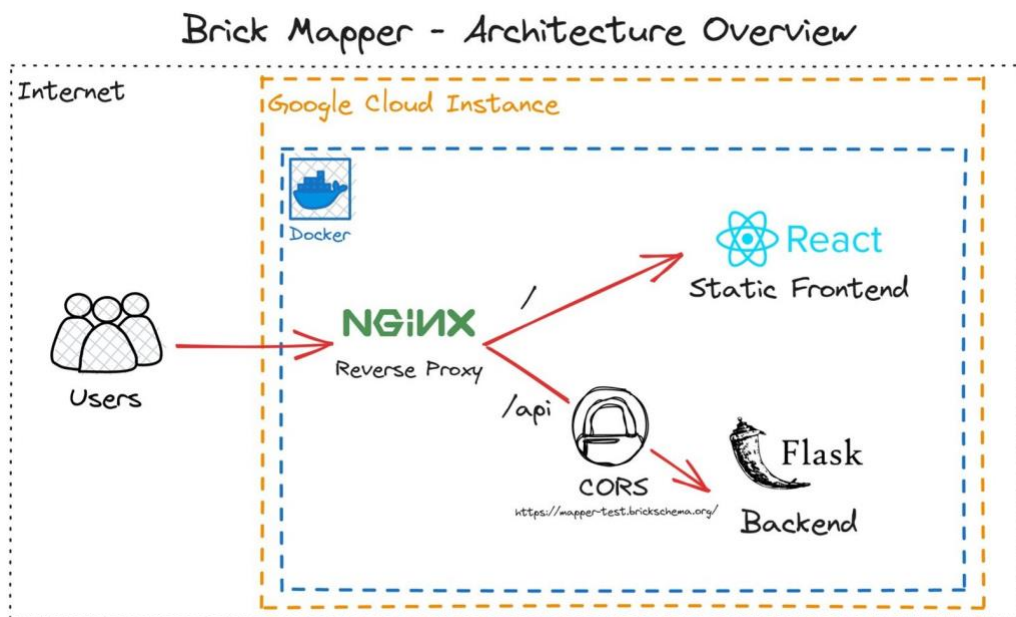 Brick Mapper - Architecture Overview
Internet
Google Cloud Instance
Docker
React
Static Frontend
/
NGINX
Reverse Proxy
Users
/api
CORS
https://mapper-test.brickschema.org/
Flask
Backend